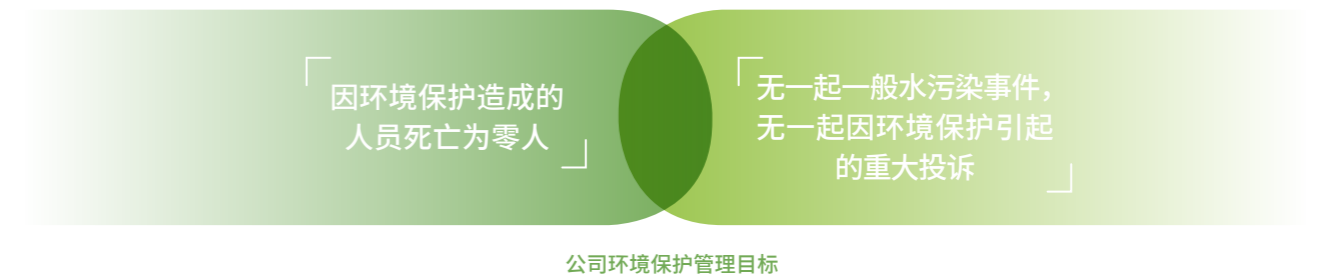 因环境保护造成的
人员死亡为零人
无一起一般水污染事件，
无一起因环境保护引起
的重大投诉
公司环境保护管理目标